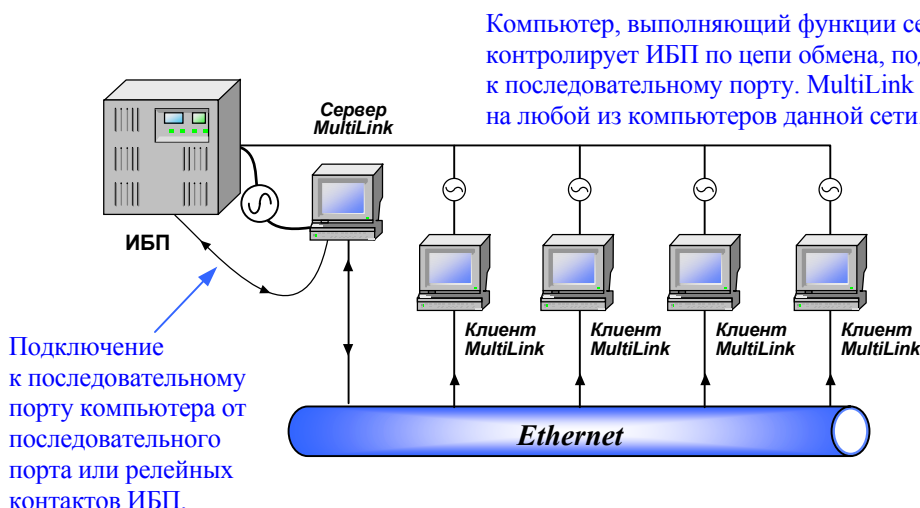 Компьютер, выполняющий функции се
контролирует ИБП по цепи обмена, под
к последовательному порту. MultiLink
на любой из компьютеров данной сети
Сервер
MultiLink
ИБП
Клиент
MultiLink
Клиент
MultiLink
Клиент
MultiLink
Клиент
MultiLink
Подключение
к последовательному
порту компьютера от
последовательного
порта или релейных
контактов ИБП.
Ethernet